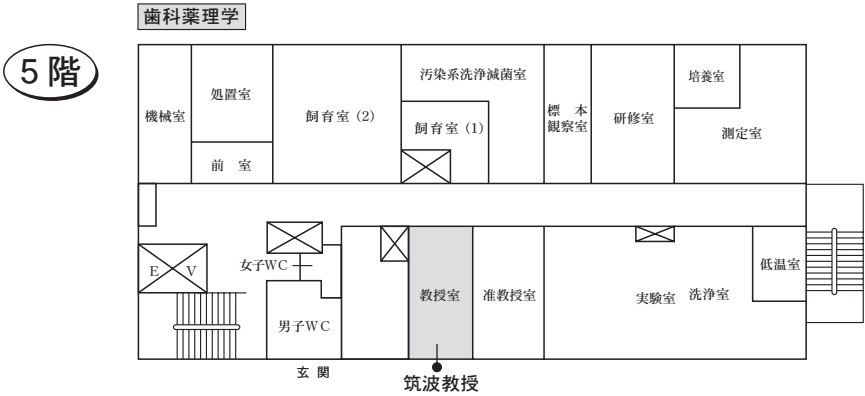 歯科薬理学
5階
機械室
処置室
前 室
飼育室（2）
汚染系洗浄滅菌室
飼育室（1）
標 本
観察室
研修室
培養室
測定室
EV
女子WC
男子WC
教授室
准教授室
実験室
洗浄室
低温室
玄 関
筑波教授